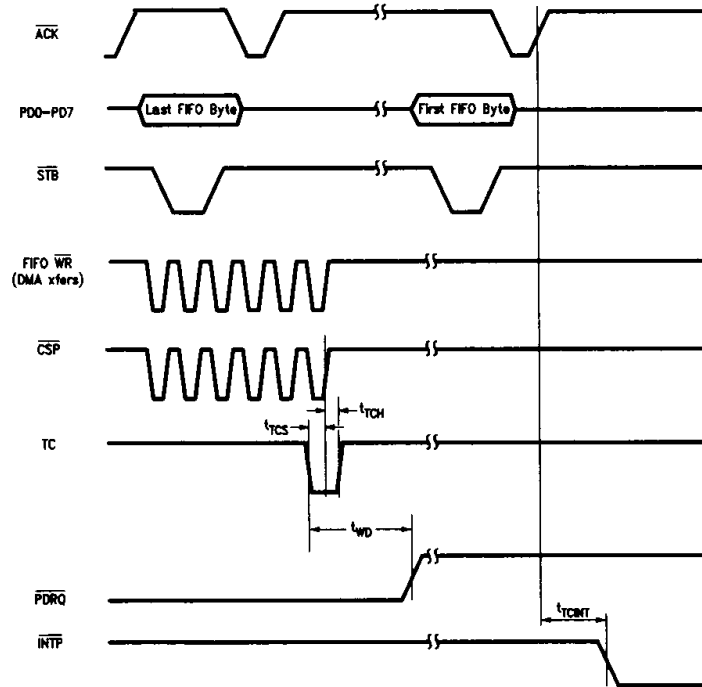 ACK
PD0-PD7
Last FIFO Byte
First FIFO Byte
STB
FIFO WR
(DMA xfers)
CSP
tTCH
tTCS
TC
tWD
PDRQ
tTCINT
INTP